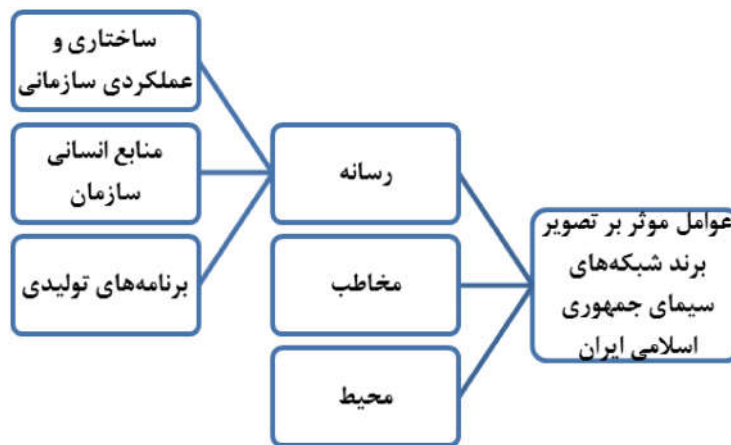 عوامل موثر بر تصویر
برند شبکه‌های
سیمای جمهوری
اسلامی ایران
رسانه
مخاطب
محیط
ساختاری و
عملکردی سازمانی
منابع انسانی
سازمان
برنامه‌های تولیدی